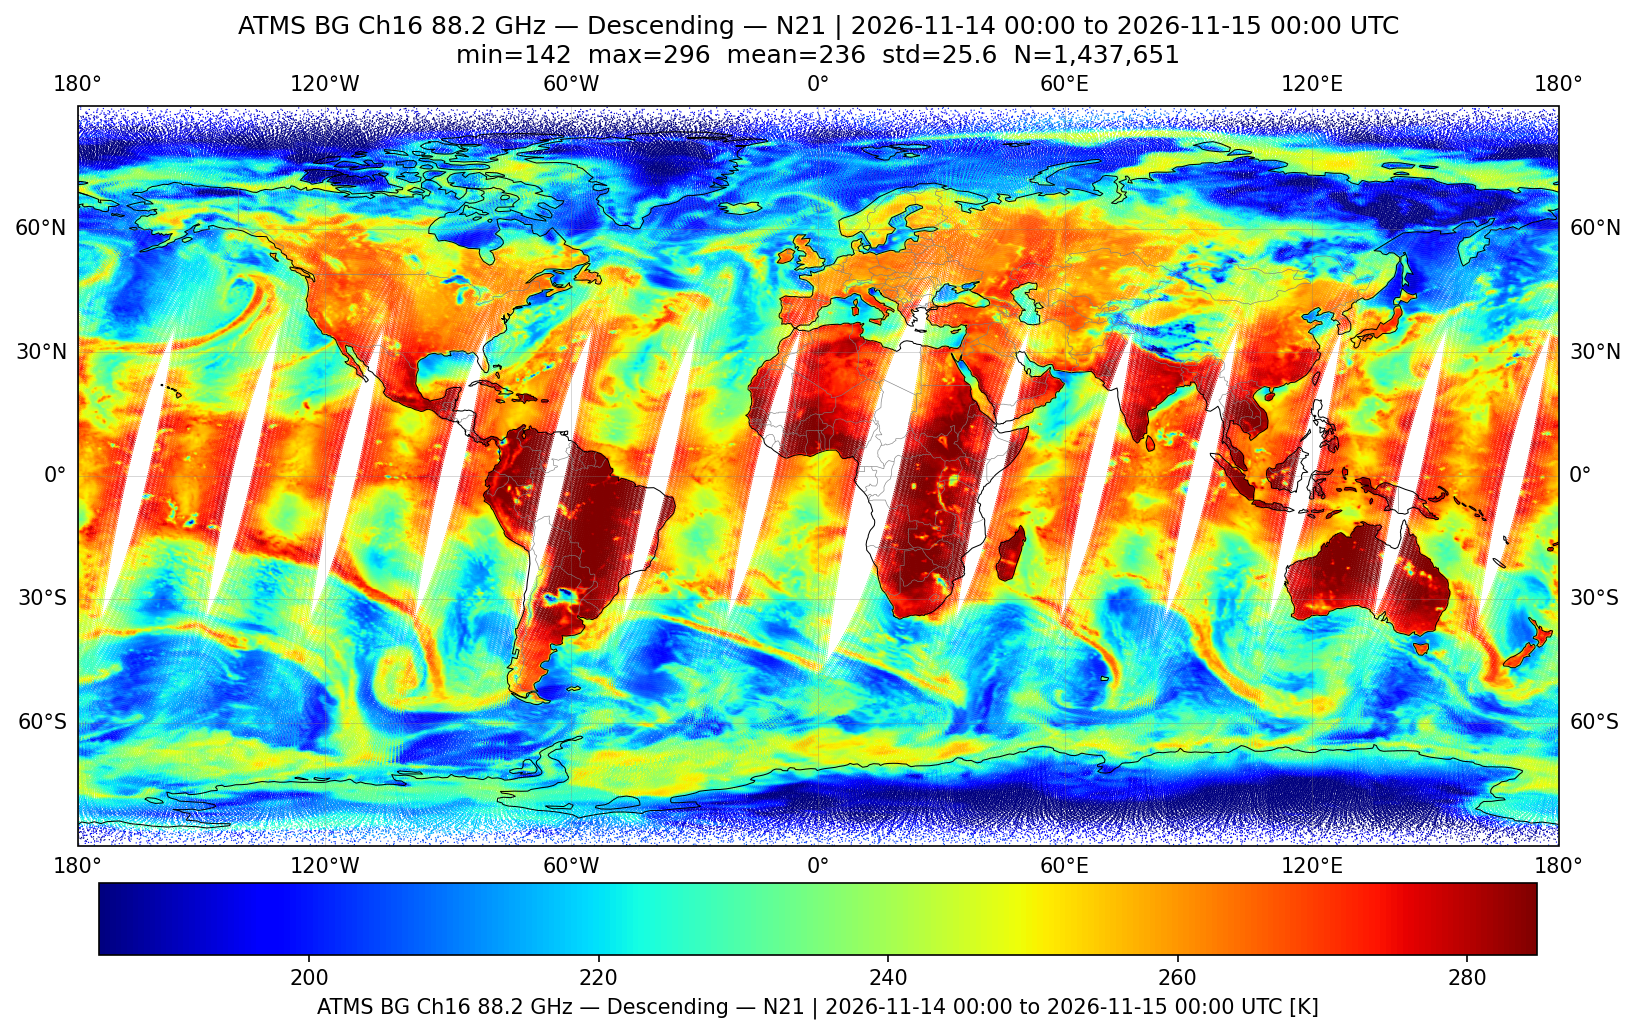 ATMS BG Ch16 88.2 GHz — Descending — N21 | 2026-11-14 00:00 to 2026-11-15 00:00 UTC
min=142  max=296  mean=236  std=25.6  N=1,437,651
180° 120°W 60°W 0° 60°E 120°E 180°
60°N 60°N
30°N 30°N
0° 0°
30°S 30°S
60°S 60°S
180° 120°W 60°W 0° 60°E 120°E 180°
200 220 240 260 280
ATMS BG Ch16 88.2 GHz — Descending — N21 | 2026-11-14 00:00 to 2026-11-15 00:00 UTC [K]